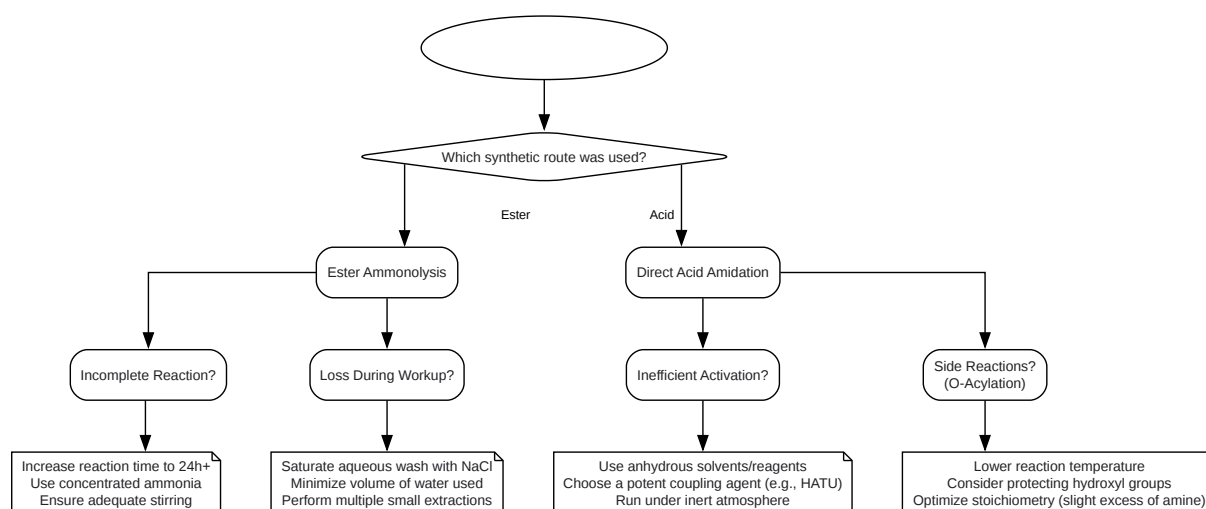 Which synthetic route was used?
Ester
Acid
Ester Ammonolysis
Direct Acid Amidation
Incomplete Reaction?
Loss During Workup?
Inefficient Activation?
Side Reactions?
(O-Acylation)
Increase reaction time to 24h+
Use concentrated ammonia
Ensure adequate stirring
Saturate aqueous wash with NaCl
Minimize volume of water used
Perform multiple small extractions
Use anhydrous solvents/reagents
Choose a potent coupling agent (e.g., HATU)
Run under inert atmosphere
Lower reaction temperature
Consider protecting hydroxyl groups
Optimize stoichiometry (slight excess of amine)